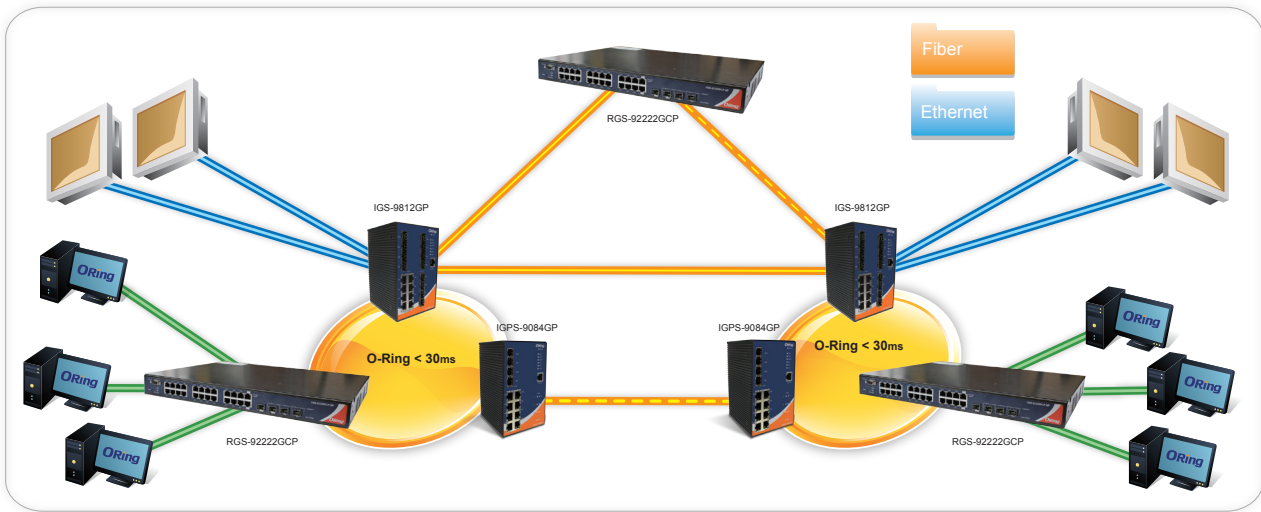 Fiber
Ethernet
RGS-92222GCP
IGS-9812GP
IGS-9812GP
ORing
ORing
ORing
O-Ring < 30ms
IGPS-9084GP
RGS-92222GCP
IGPS-9084GP
O-Ring < 30ms
RGS-92222GCP
ORing
ORing
ORing